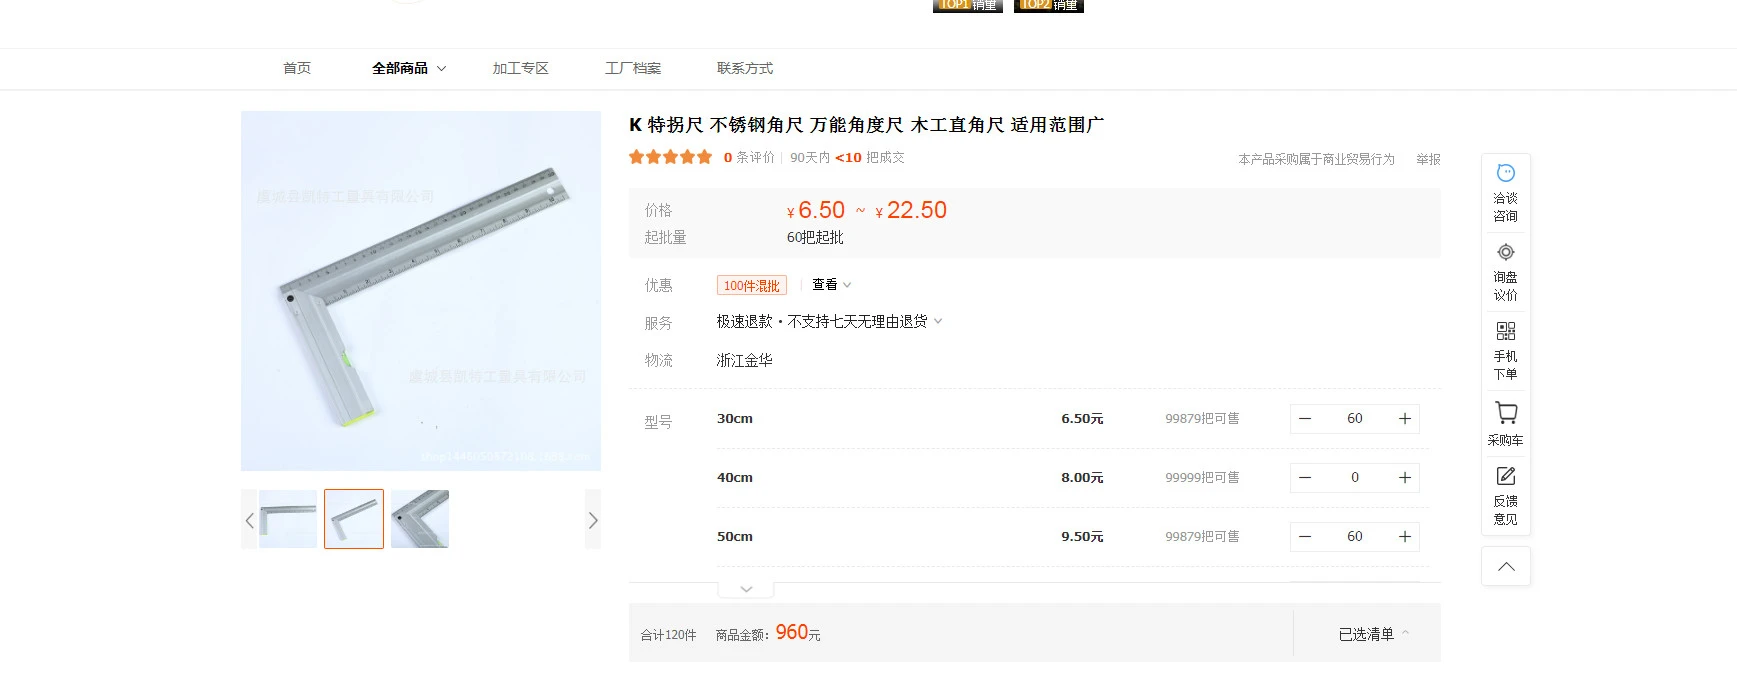 TOP1 销量 TOP2 销量
首页 全部商品 加工专区 工厂档案 联系方式
K 特拐尺 不锈钢角尺 万能角度尺 木工直角尺 适用范围广
0 条评价 90天内 <10 把成交 本产品采购属于商业贸易行为 举报
价格 ¥ 6.50 ~ ¥ 22.50
起批量 60把起批
优惠 100件混批 查看
服务 极速退款·不支持七天无理由退货
物流 浙江金华
型号 30cm 6.50元 99879把可售 60
40cm 8.00元 99999把可售 0
50cm 9.50元 99879把可售 60
合计120件 商品金额: 960元 已选清单
虞城县凯特工量具有限公司
虞城县凯特工量具有限公司
洽谈
咨询
询盘
议价
手机
下单
采购车
反馈
意见